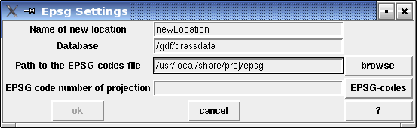 Epsg Settings
Name of new location newLocation
Database /gdf/grassdata
Path to the EPSG codes file /usr/local/share/proj/epsg browse
EPSG code number of projection EPSG-codes
ok cancel ?